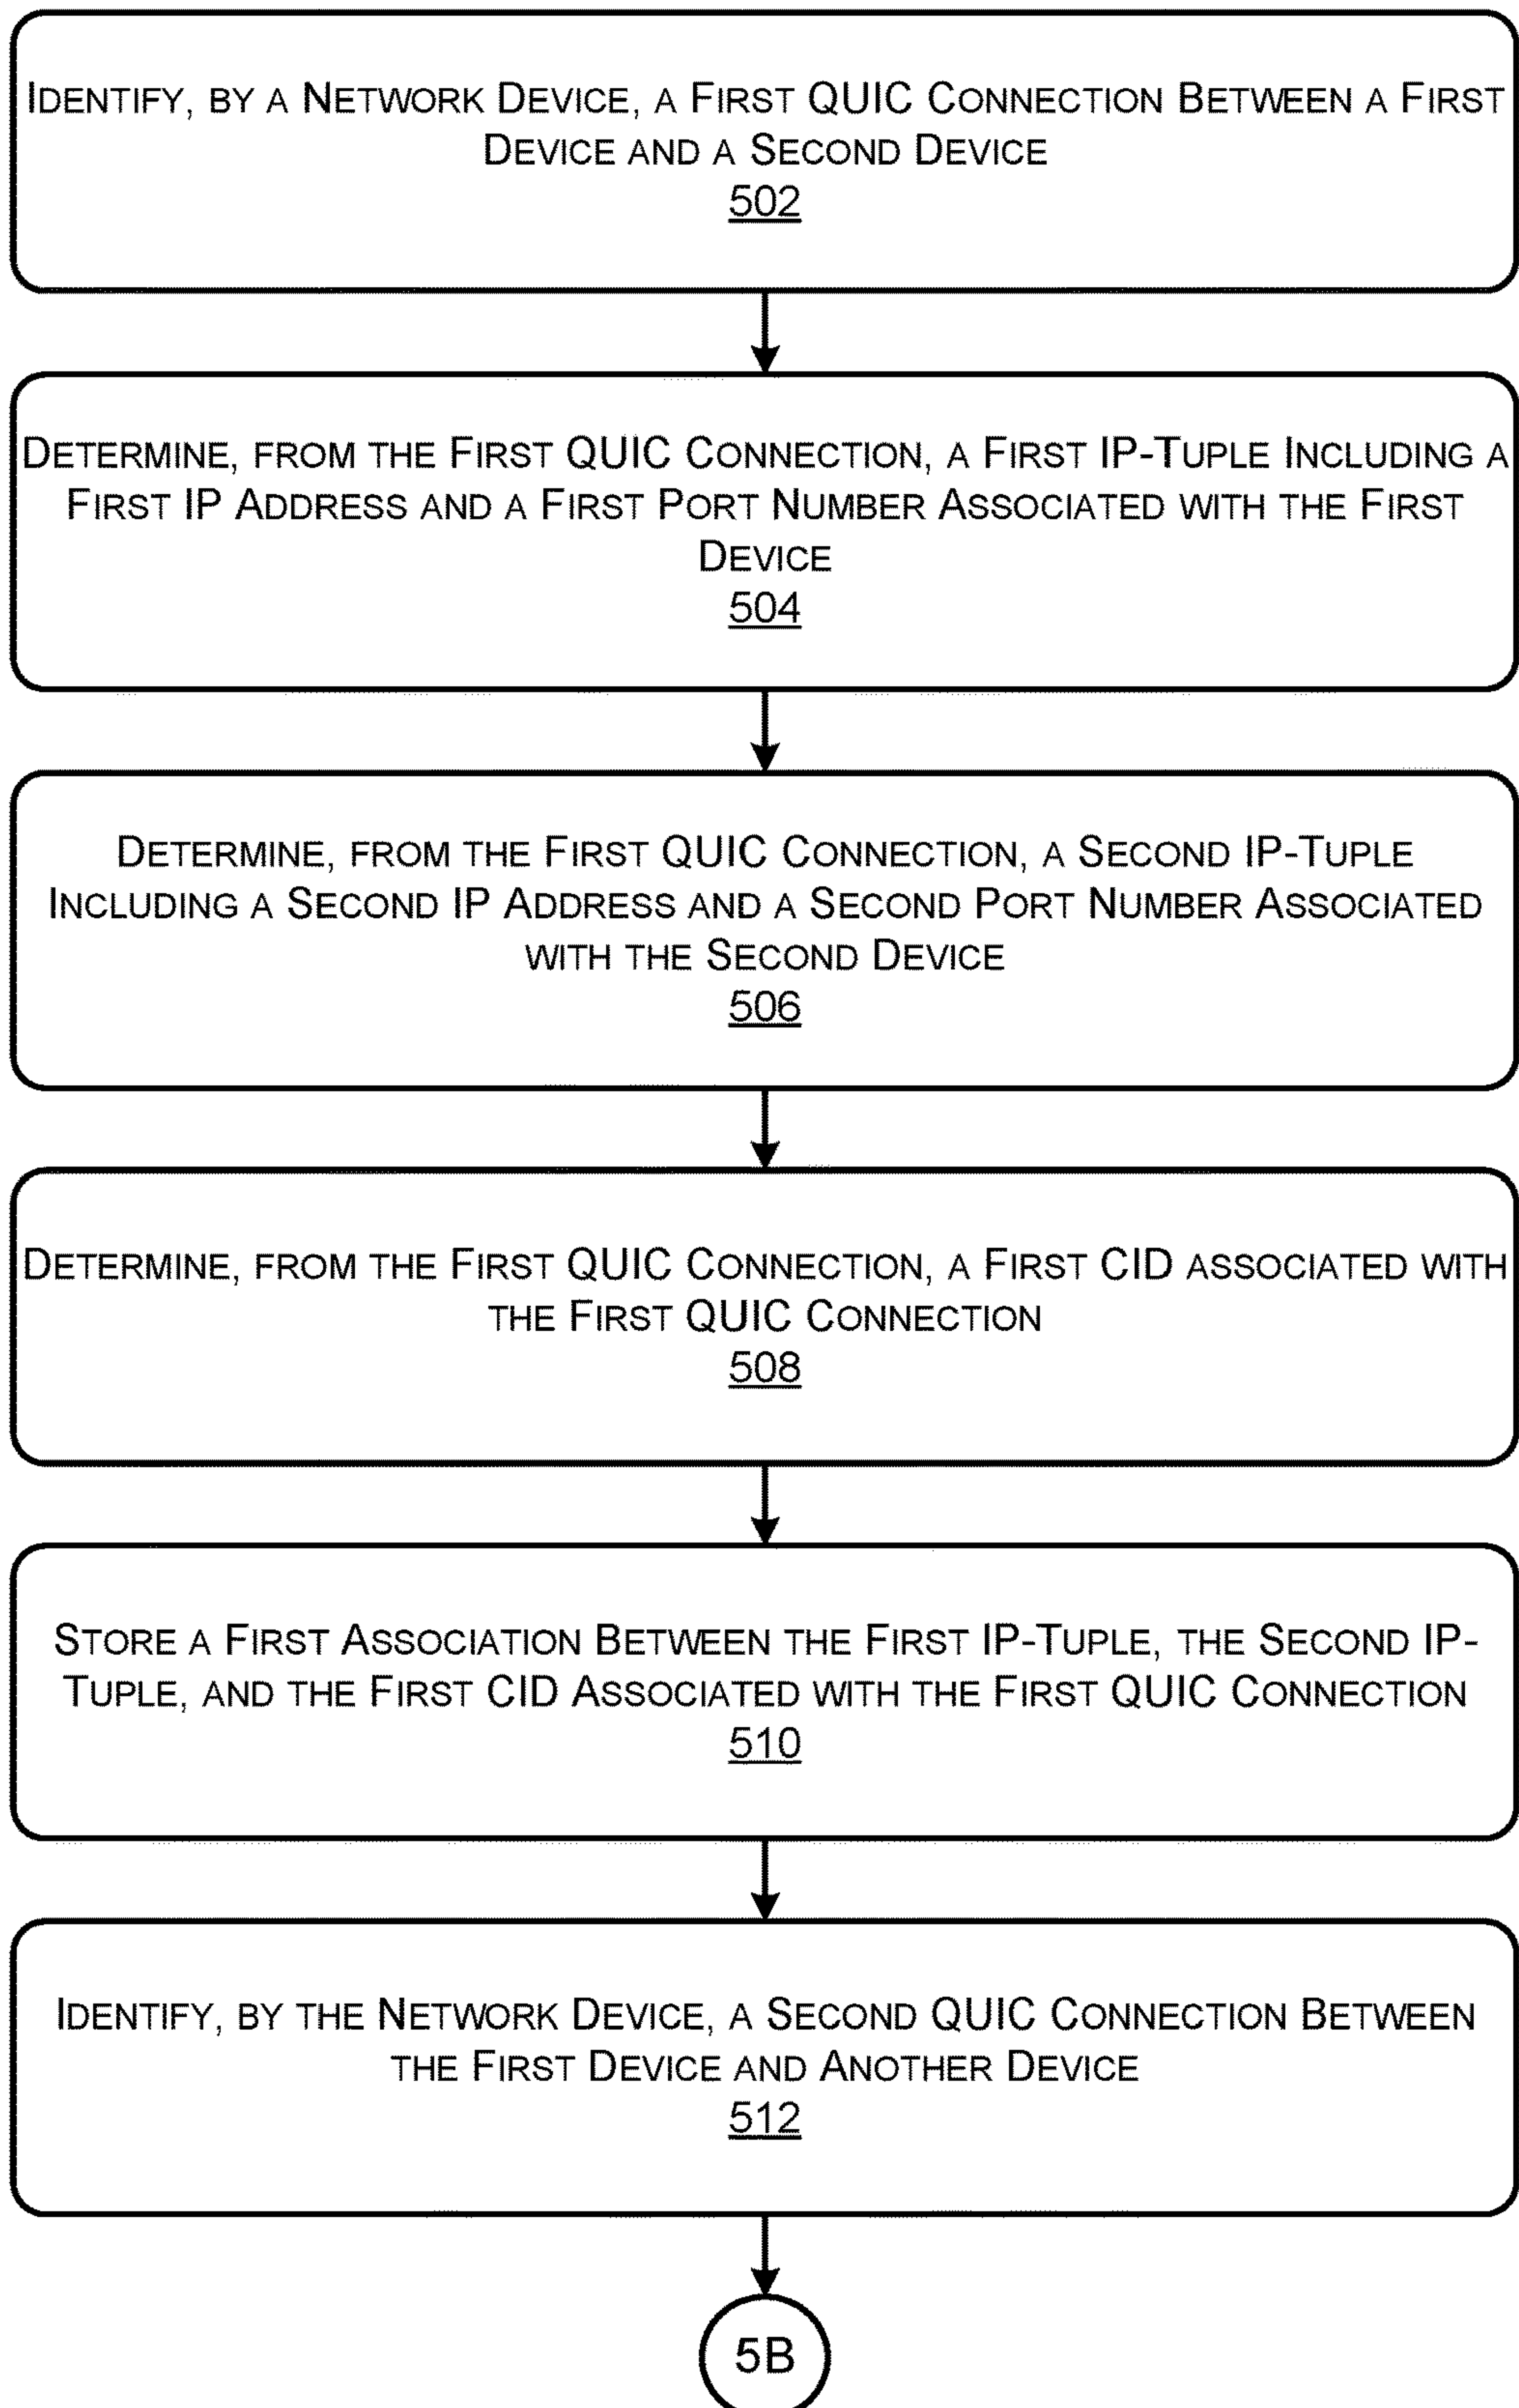 IDENTIFY, BY A NETWORK DEVICE, A FIRST QUIC CONNECTION BETWEEN A FIRST
DEVICE AND A SECOND DEVICE
502
DETERMINE, FROM THE FIRST QUIC CONNECTION, A FIRST IP-TUPLE INCLUDING A
FIRST IP ADDRESS AND A FIRST PORT NUMBER ASSOCIATED WITH THE FIRST
DEVICE
504
DETERMINE, FROM THE FIRST QUIC CONNECTION, A SECOND IP-TUPLE
INCLUDING A SECOND IP ADDRESS AND A SECOND PORT NUMBER ASSOCIATED
WITH THE SECOND DEVICE
506
DETERMINE, FROM THE FIRST QUIC CONNECTION, A FIRST CID ASSOCIATED WITH
THE FIRST QUIC CONNECTION
508
STORE A FIRST ASSOCIATION BETWEEN THE FIRST IP-TUPLE, THE SECOND IP-
TUPLE, AND THE FIRST CID ASSOCIATED WITH THE FIRST QUIC CONNECTION
510
IDENTIFY, BY THE NETWORK DEVICE, A SECOND QUIC CONNECTION BETWEEN
THE FIRST DEVICE AND ANOTHER DEVICE
512
5B